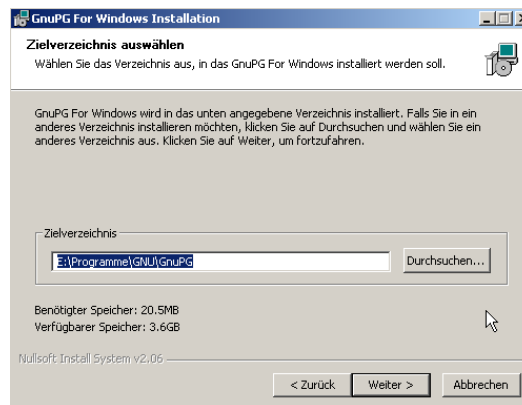 GnuPG For Windows Installation
Zielverzeichnis auswählen
Wählen Sie das Verzeichnis aus, in das GnuPG For Windows installiert werden soll.
GnuPG For Windows wird in das unten angegebene Verzeichnis installiert. Falls Sie in ein
anderes Verzeichnis installieren möchten, klicken Sie auf Durchsuchen und wählen Sie ein
anderes Verzeichnis aus. Klicken Sie auf Weiter, um fortzufahren.
Zielverzeichnis
E:\Programme\GNU\GnuPG
Durchsuchen...
Benötigter Speicher: 20.5MB
Verfügbarer Speicher: 3.6GB
Nullsoft Install System v2.06
< Zurück
Weiter >
Abbrechen